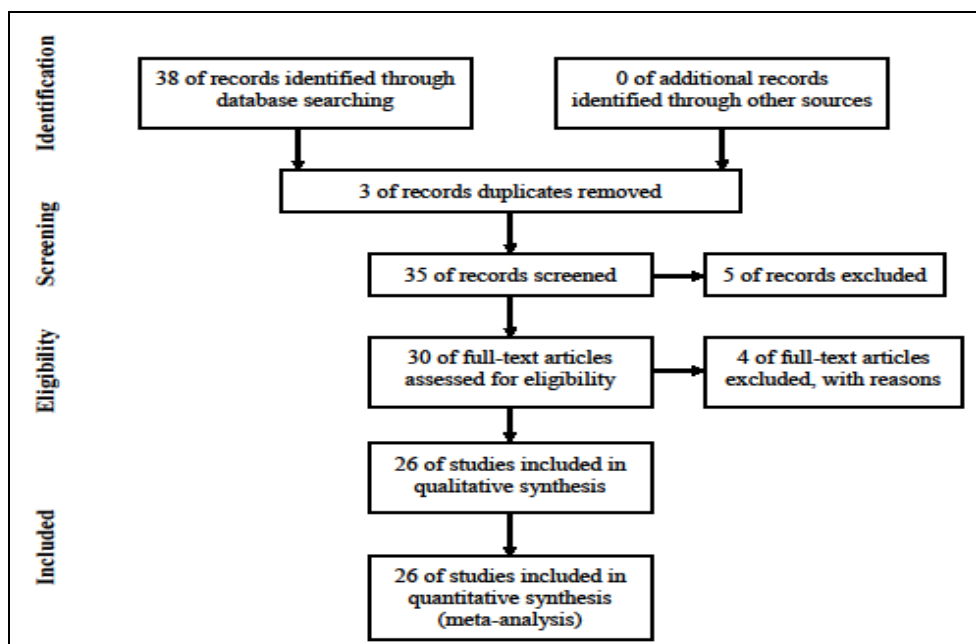 Identification
38 of records identified through
database searching
0 of additional records
identified through other sources
3 of records duplicates removed
Screening
35 of records screened
5 of records excluded
Eligibility
30 of full-text articles
assessed for eligibility
4 of full-text articles
excluded, with reasons
Included
26 of studies included in
qualitative synthesis
26 of studies included in
quantitative synthesis
(meta-analysis)